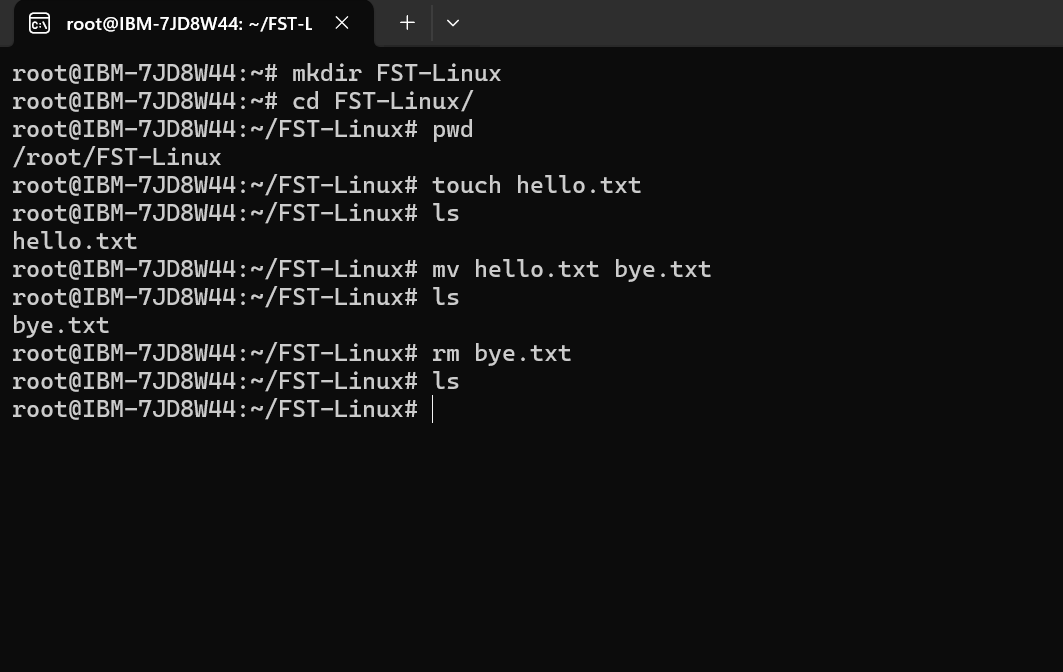 root@IBM-7JD8W44: ~/FST-L
root@IBM-7JD8W44:~# mkdir FST-Linux
root@IBM-7JD8W44:~# cd FST-Linux/
root@IBM-7JD8W44:~/FST-Linux# pwd
/root/FST-Linux
root@IBM-7JD8W44:~/FST-Linux# touch hello.txt
root@IBM-7JD8W44:~/FST-Linux# ls
hello.txt
root@IBM-7JD8W44:~/FST-Linux# mv hello.txt bye.txt
root@IBM-7JD8W44:~/FST-Linux# ls
bye.txt
root@IBM-7JD8W44:~/FST-Linux# rm bye.txt
root@IBM-7JD8W44:~/FST-Linux# ls
root@IBM-7JD8W44:~/FST-Linux#